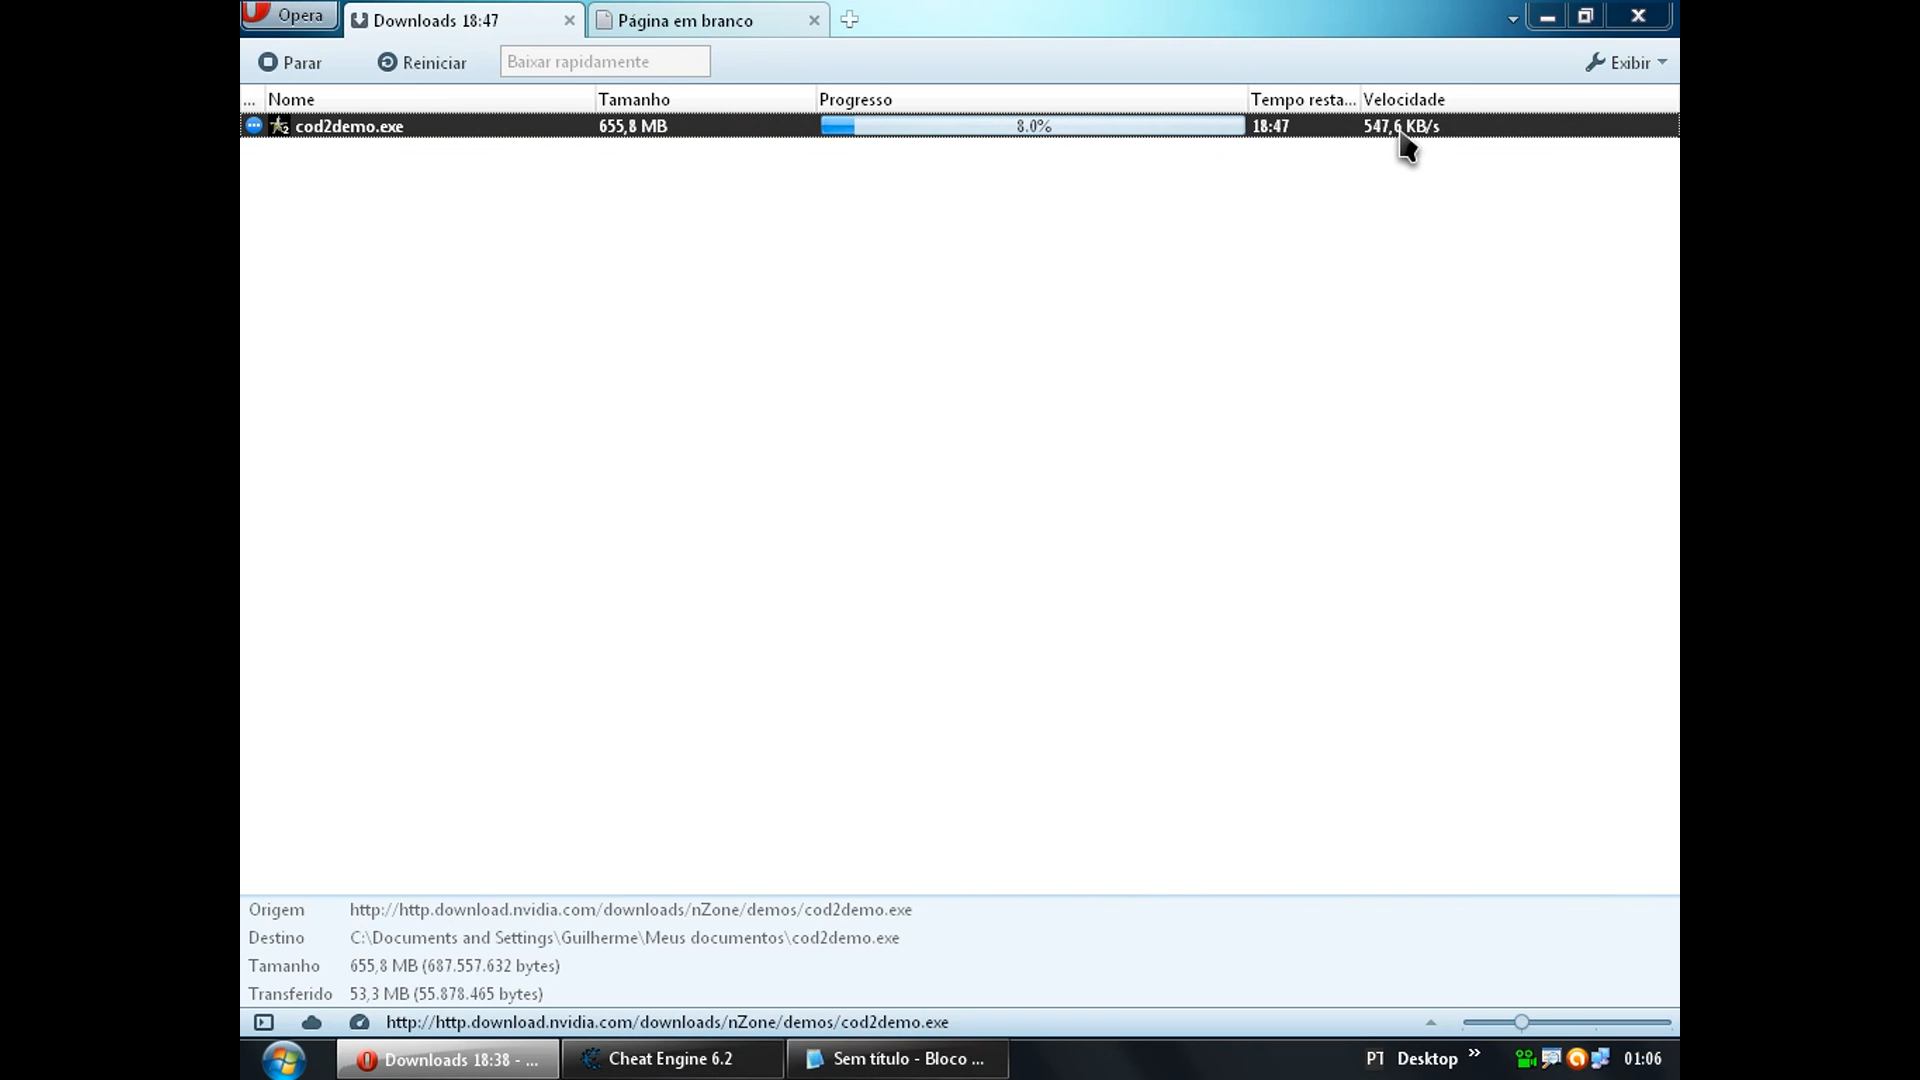 Opera
Downloads 18:47
Página em branco
Parar
Reiniciar
Baixar rapidamente
Exibir
... Nome Tamanho Progresso Tempo resta... Velocidade
cod2demo.exe 655,8 MB 8.0% 18:47 547,6 KB/s
Origem http://http.download.nvidia.com/downloads/nZone/demos/cod2demo.exe
Destino C:\Documents and Settings\Guilherme\Meus documentos\cod2demo.exe
Tamanho 655,8 MB (687.557.632 bytes)
Transferido 53,3 MB (55.878.465 bytes)
http://http.download.nvidia.com/downloads/nZone/demos/cod2demo.exe
Downloads 18:38 - ...
Cheat Engine 6.2
Sem título - Bloco ...
PT Desktop » 01:06